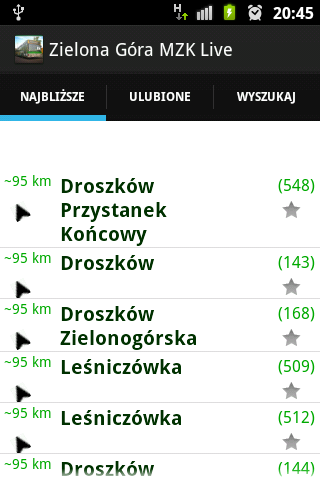 H 20:45
Zielona Góra MZK Live
NAJBLIŻSZE ULUBIONE WYSZUKAJ
~95 km Droszków (548)
Przystanek
Końcowy
~95 km Droszków (143)
~95 km Droszków (168)
Zielonogórska
~95 km Leśniczówka (509)
~95 km Leśniczówka (512)
~95 km Droszków (144)